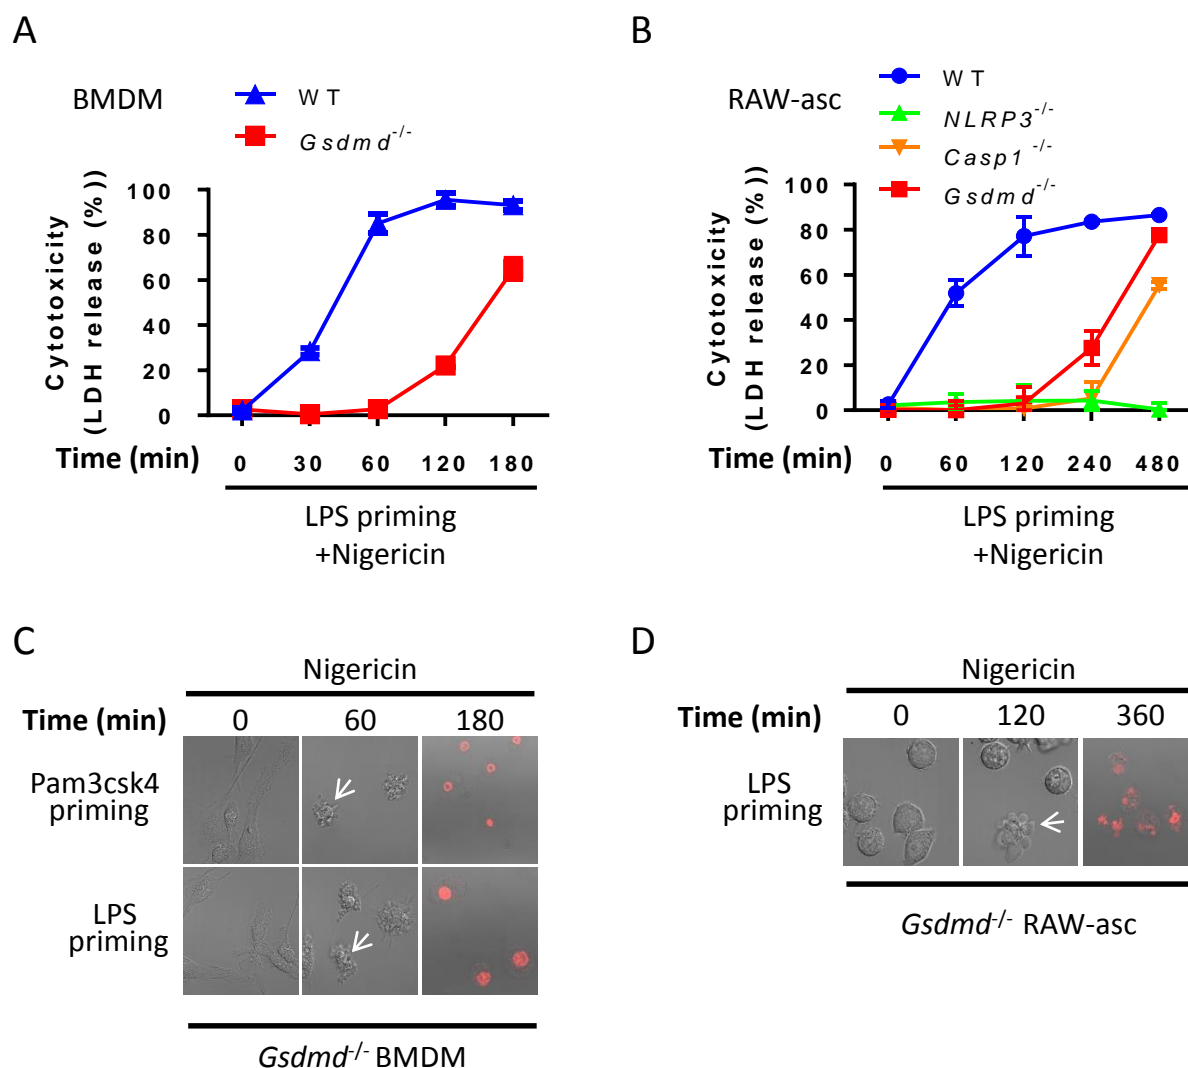 A
BMDM
WT
Gsdmd-/-
Cytotoxicity
(LDH release (%))
100
80
60
40
20
0
Time (min)
0 30 60 120 180
LPS priming
+Nigericin
B
RAW-asc
WT
NLRP3-/-
Casp1 -/-
Gsdmd-/-
Cytotoxicity
(LDH release (%))
100
80
60
40
20
0
Time (min)
0 60 120 240 480
LPS priming
+Nigericin
C
Nigericin
Time (min) 0 60 180
Pam3csk4
priming
LPS
priming
Gsdmd-/- BMDM
D
Nigericin
Time (min) 0 120 360
LPS
priming
Gsdmd-/- RAW-asc